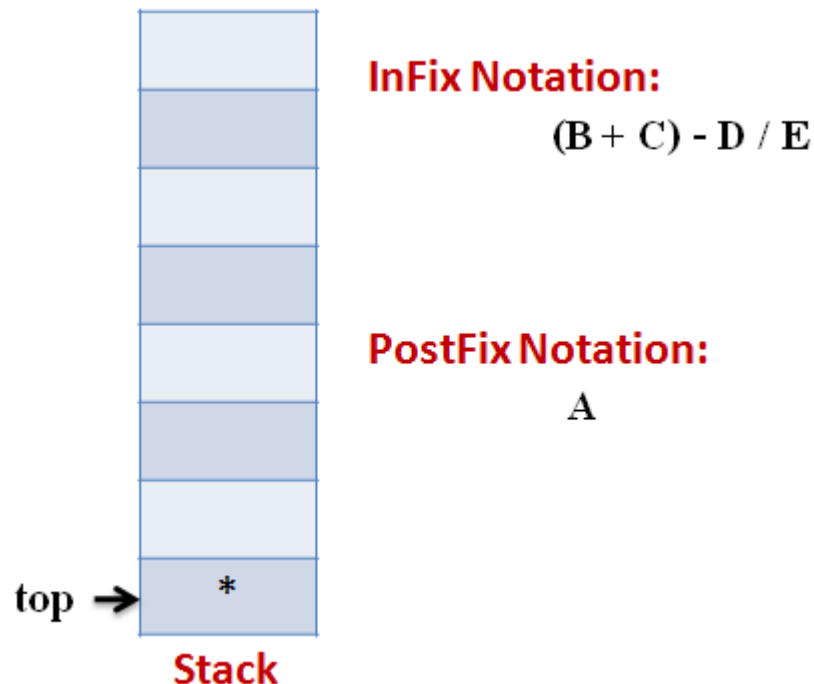 InFix Notation:
(B + C) - D / E
PostFix Notation:
A
top
*
Stack